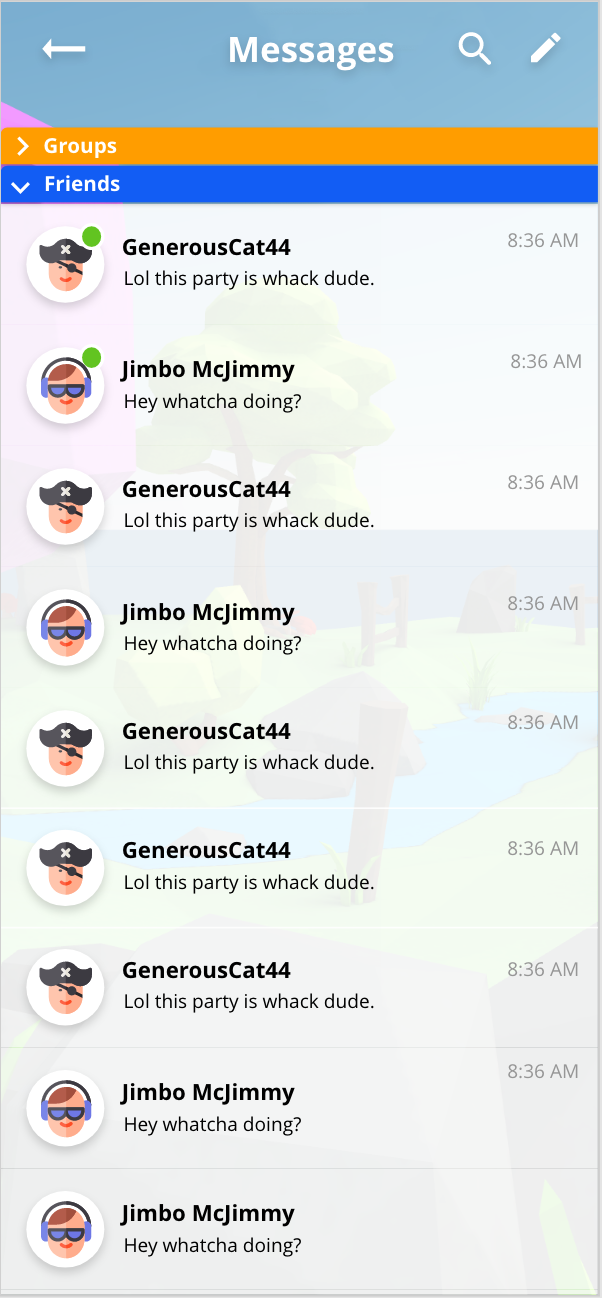 Messages
Groups
Friends
GenerousCat44
8:36 AM
Lol this party is whack dude.
Jimbo McJimmy
8:36 AM
Hey whatcha doing?
GenerousCat44
8:36 AM
Lol this party is whack dude.
Jimbo McJimmy
8:36 AM
Hey whatcha doing?
GenerousCat44
8:36 AM
Lol this party is whack dude.
GenerousCat44
8:36 AM
Lol this party is whack dude.
GenerousCat44
8:36 AM
Lol this party is whack dude.
Jimbo McJimmy
8:36 AM
Hey whatcha doing?
Jimbo McJimmy
Hey whatcha doing?